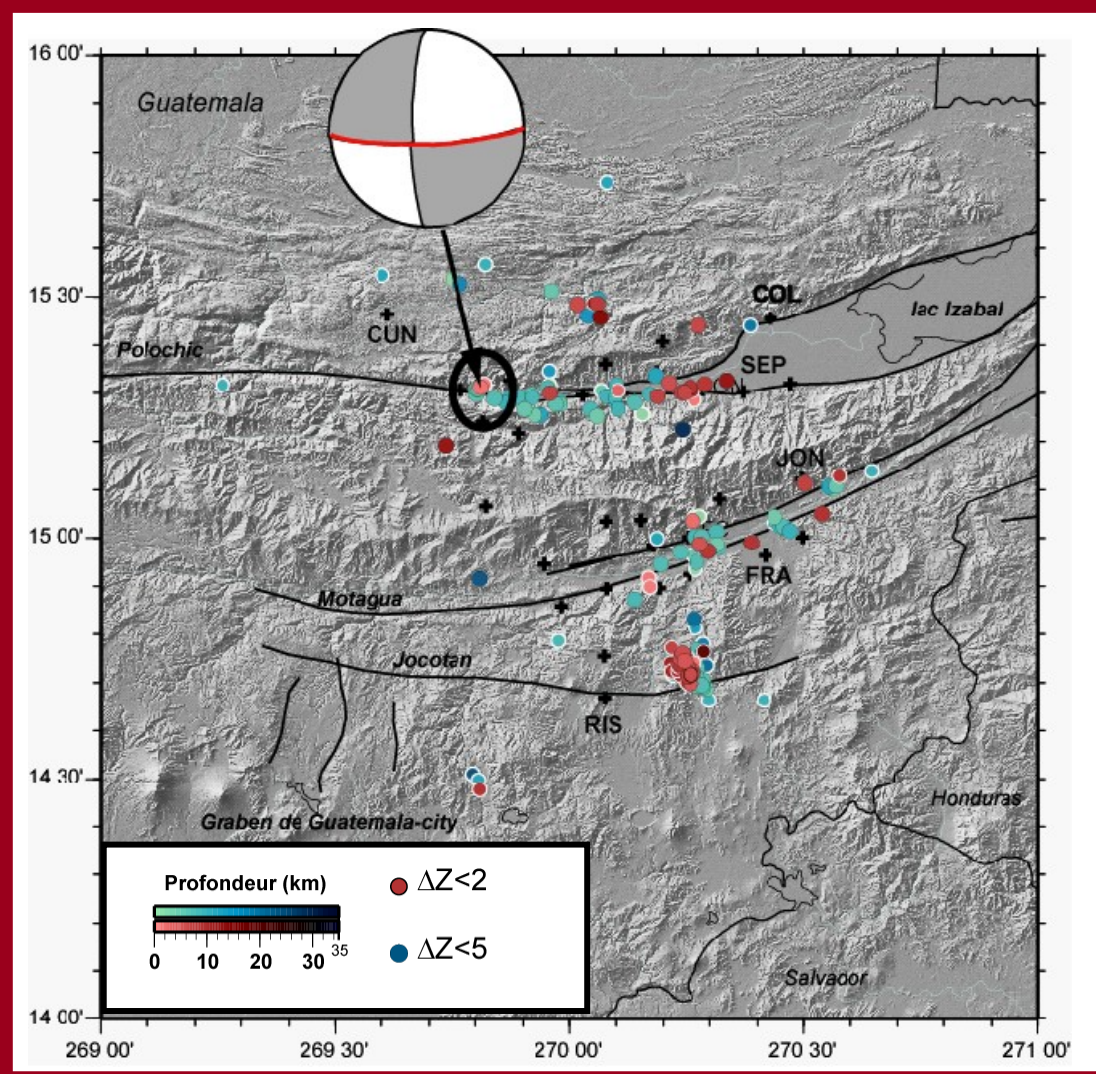 16 00'
Guatemala
15 30'
COL
lac Izabal
CUN
Polochic
SEP
JON
15 00'
FRA
Motagua
Jocotan
RIS
14 30'
Honduras
Graben de Guatemala-city
Profondeur (km)
ΔZ<2
35
0 10 20 30
ΔZ<5
Salvador
14 00'
269 00' 269 30' 270 00' 270 30' 271 00'